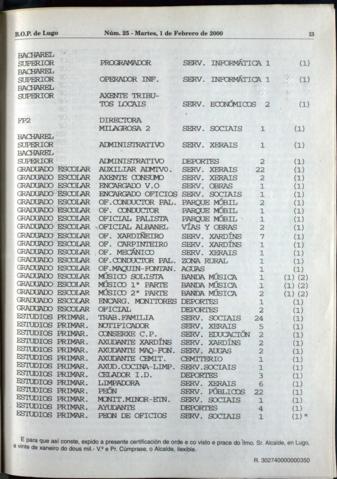 B.O.P. de Lugo Núm. 25 - Martes, 1 de Febrero de 2000 13
BACHAREL
SUPERIOR PROGRAMADOR SERV. INFORMÁTICA 1 (1)
BACHAREL
SUPERIOR OPERADOR INF. SERV. INFORMÁTICA 1 (1)
BACHAREL
SUPERIOR AXENTE TRIBU-
TOS LOCAIS SERV. ECONÓMICOS 2 (1)
FP2 DIRECTORA
MILAGROSA 2 SERV. SOCIAIS 1 (1)
BACHAREL
SUPERIOR ADMINISTRATIVO SERV. XERAIS 1 (1)
BACHAREL
SUPERIOR ADMINISTRATIVO DEPORTES 2 (1)
GRADUADO ESCOLAR AUXILIAR ADMTVO. SERV. XERAIS 22 (1)
GRADUADO ESCOLAR AXENTE CONSUMO SERV. XERAIS 2 (1)
GRADUADO ESCOLAR ENCARGADO V.O SERV. OBRAS 1 (1)
GRADUADO ESCOLAR ENCARGADO OFICIOS SERV. SOCIAIS 1 (1)
GRADUADO ESCOLAR OF.CONDUCTOR PAL. PARQUE MÓBIL 2 (1)
GRADUADO ESCOLAR OF. CONDUCTOR PARQUE MÓBIL 1 (1)
GRADUADO ESCOLAR OFICIAL PALISTA PARQUE MÓBIL 1 (1)
GRADUADO ESCOLAR OFICIAL ALBANEL VÍAS Y OBRAS 2 (1)
GRADUADO ESCOLAR OF. XARDIÑEIRO SERV. XARDÍNS 7 (1)
GRADUADO ESCOLAR OF. CARPINTEIRO SERV. XARDÍNS 1 (1)
GRADUADO ESCOLAR OF. MECÁNICO SERV. XERAIS 1 (1)
GRADUADO ESCOLAR OF.CONDUCTOR PAL. ZONA RURAL 1 (1)
GRADUADO ESCOLAR OF.MAQUIN-FONTAN. AGUAS 1 (1)
GRADUADO ESCOLAR MÚSICO SOLISTA BANDA MÚSICA 1 (1)(2)
GRADUADO ESCOLAR MÚSICO 1ª PARTE BANDA MÚSICA 1 (1)(2)
GRADUADO ESCOLAR MÚSICO 2ª PARTE BANDA MÚSICA 2 (1)(2)
GRADUADO ESCOLAR ENCARG. MONITORES DEPORTES 1 (1)
GRADUADO ESCOLAR OFICIAL DEPORTES 2 (1)
ESTUDIOS PRIMAR. TRAB.FAMILIA SERV. SOCIAIS 24 (1)
ESTUDIOS PRIMAR. NOTIFICADOR SERV. XERAIS 5 (1)
ESTUDIOS PRIMAR. CONSERXE C.P. SERV. EDUCACIÓN 2 (1)
ESTUDIOS PRIMAR. AXUDANTE XARDÍNS SERV. XARDÍNS 2 (1)
ESTUDIOS PRIMAR. AXUDANTE MAQ-FON. SERV. AUGAS 2 (1)
ESTUDIOS PRIMAR. AXUDANTE CEMIT. CEMITERIO 1 (1)
ESTUDIOS PRIMAR. AXUD.COCINA-LIMP. SERV.SOCIAIS 1 (1)
ESTUDIOS PRIMAR. CELADOR I.D. DEPORTES 3 (1)
ESTUDIOS PRIMAR. LIMPADORA SERV. XERAIS 6 (1)
ESTUDIOS PRIMAR. PEÓN SERV. PÚBLICOS 22 (1)
ESTUDIOS PRIMAR. MONIT.MINOR-ETN. SERV. SOCIAIS 1 (1)
ESTUDIOS PRIMAR. AYUDANTE DEPORTES 4 (1)
ESTUDIOS PRIMAR. PEON DE OFICIOS SERV. SOCIAIS 1 (1)"
E para que así conste, expido a presente certificación de orde e co visto e prace do Ilmo. Sr. Alcalde, en Lugo,
a vinte de xaneiro do dous mil.- V.º e Pr. Cúmprase, o Alcalde, ilexible.
R. 302740000000350